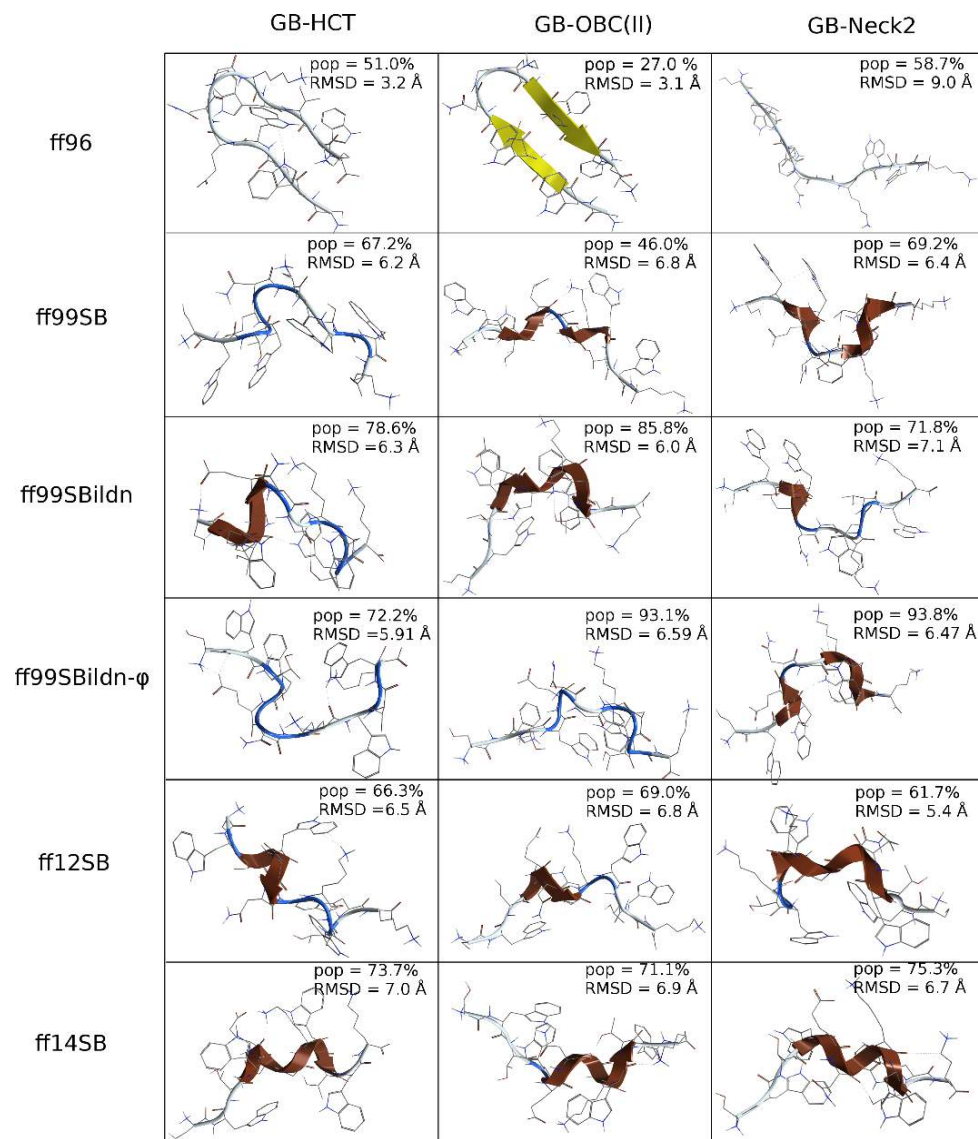 GB-HCT GB-OBC(II) GB-Neck2
ff96
pop = 51.0%
RMSD = 3.2 Å
pop = 27.0 %
RMSD = 3.1 Å
pop = 58.7%
RMSD = 9.0 Å
ff99SB
pop = 67.2%
RMSD = 6.2 Å
pop = 46.0%
RMSD = 6.8 Å
pop = 69.2%
RMSD = 6.4 Å
ff99SBildn
pop = 78.6%
RMSD =6.3 Å
pop = 85.8%
RMSD = 6.0 Å
pop = 71.8%
RMSD =7.1 Å
ff99SBildn-φ
pop = 72.2%
RMSD =5.91 Å
pop = 93.1%
RMSD = 6.59 Å
pop = 93.8%
RMSD = 6.47 Å
ff12SB
pop = 66.3%
RMSD =6.5 Å
pop = 69.0%
RMSD = 6.8 Å
pop = 61.7%
RMSD = 5.4 Å
ff14SB
pop = 73.7%
RMSD = 7.0 Å
pop = 71.1%
RMSD = 6.9 Å
pop = 75.3%
RMSD = 6.7 Å